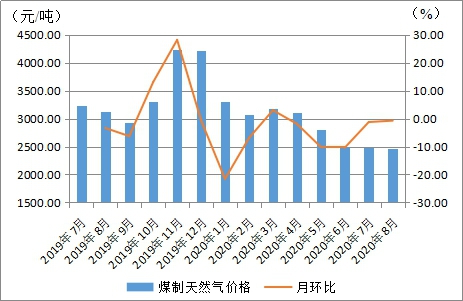 （元/吨）
（%）
4500.00
4000.00
3500.00
3000.00
2500.00
2000.00
1500.00
30.00
20.00
10.00
0.00
-10.00
-20.00
-30.00
2019年7月
2019年8月
2019年9月
2019年10月
2019年11月
2019年12月
2020年1月
2020年2月
2020年3月
2020年4月
2020年5月
2020年6月
2020年7月
2020年8月
煤制天然气价格
月环比